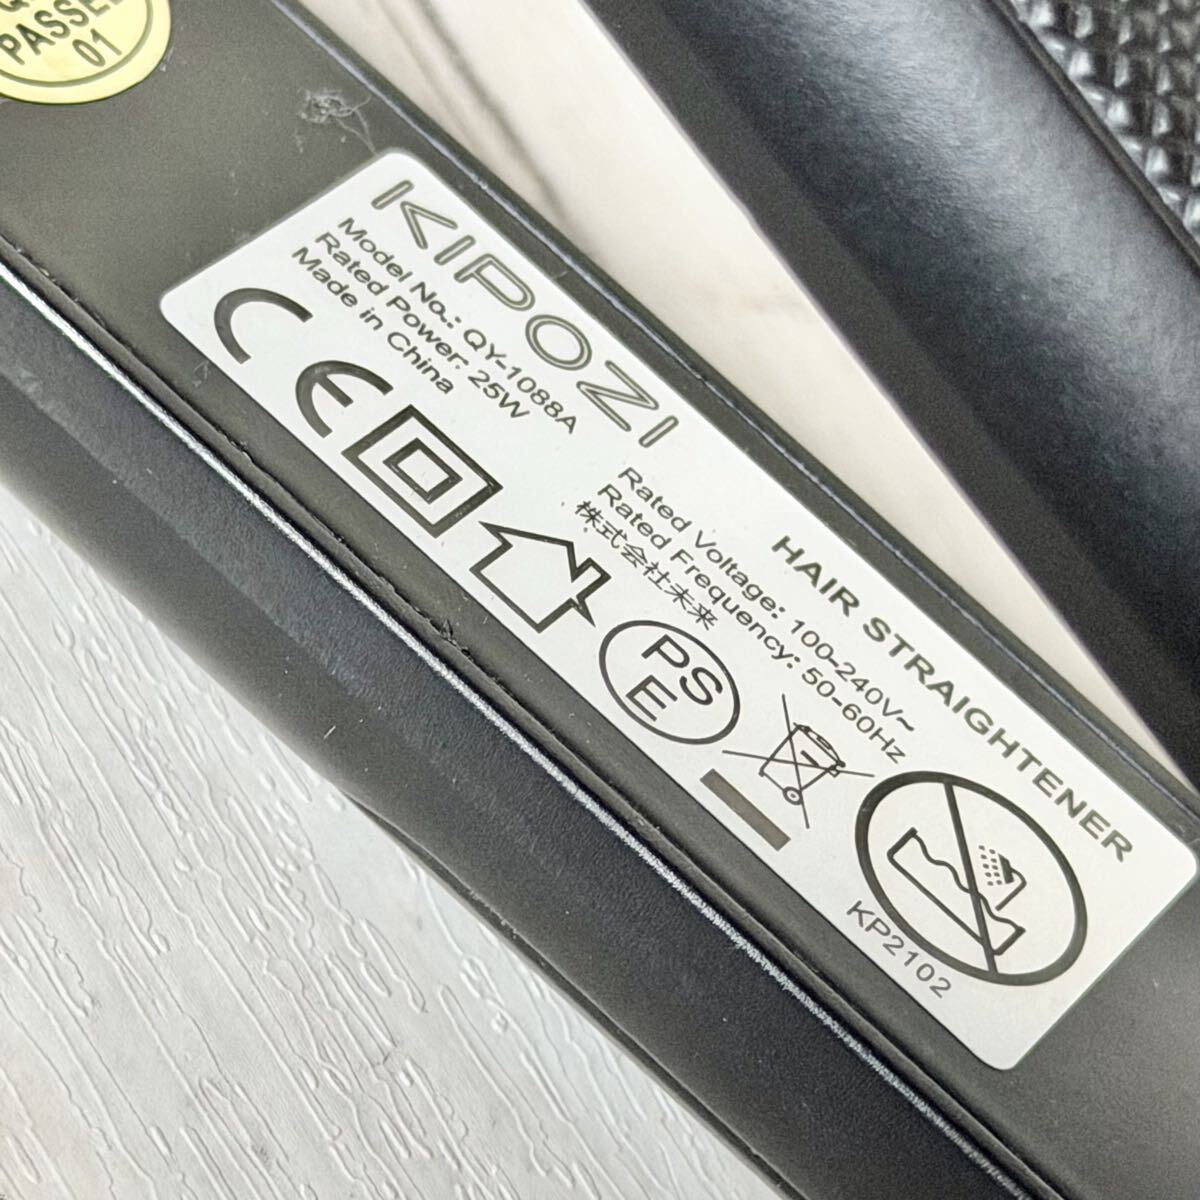 PASSED
01
KIPOZI
HAIR STRAIGHTENER
Model No.: QY-1088A
Rated Power: 25W
Made in China
Rated Voltage: 100-240V~
Rated Frequency: 50-60Hz
株式会社未来
CE
PS
E
KP2102